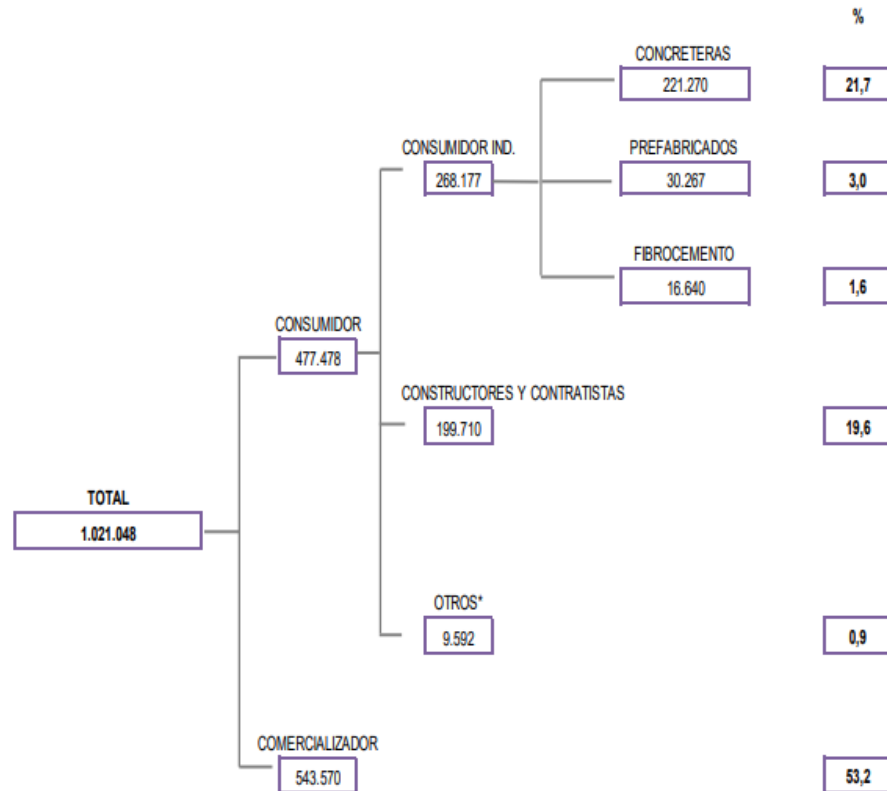 %
CONCRETERAS
221.270
21,7
CONSUMIDOR IND.
268.177
PREFABRICADOS
30.267
3,0
FIBROCEMENTO
16.640
1,6
CONSUMIDOR
477.478
CONSTRUCTORES Y CONTRATISTAS
199.710
19,6
TOTAL
1.021.048
OTROS*
9.592
0,9
COMERCIALIZADOR
543.570
53,2